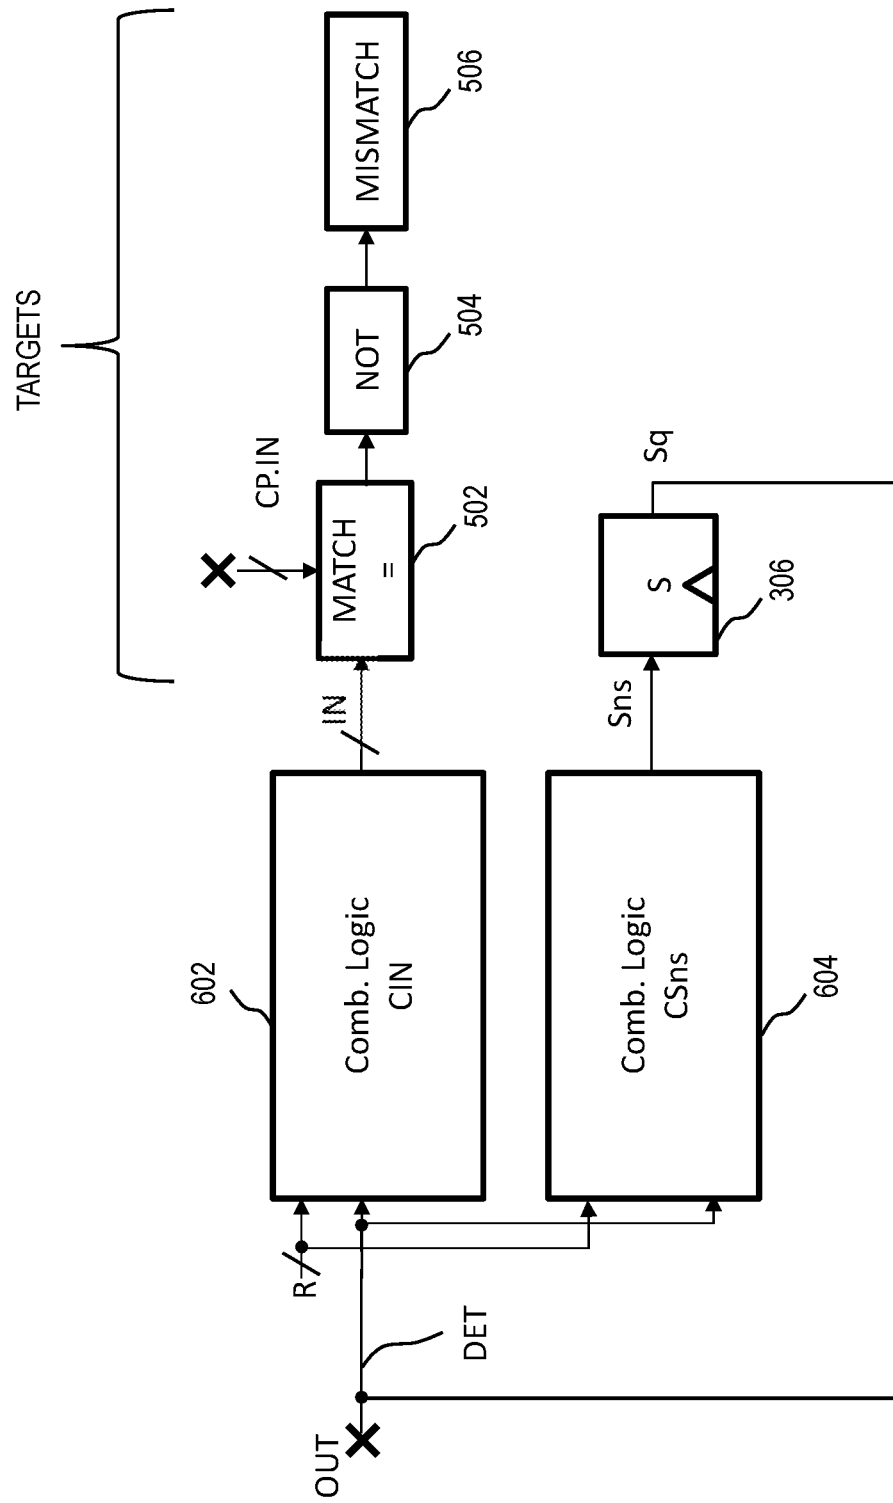 TARGETS
MISMATCH
506
NOT
504
CP.IN
MATCH
=
502
IN
Sq
S
306
Sns
602
Comb. Logic
CIN
Comb. Logic
CSns
604
R
DET
OUT